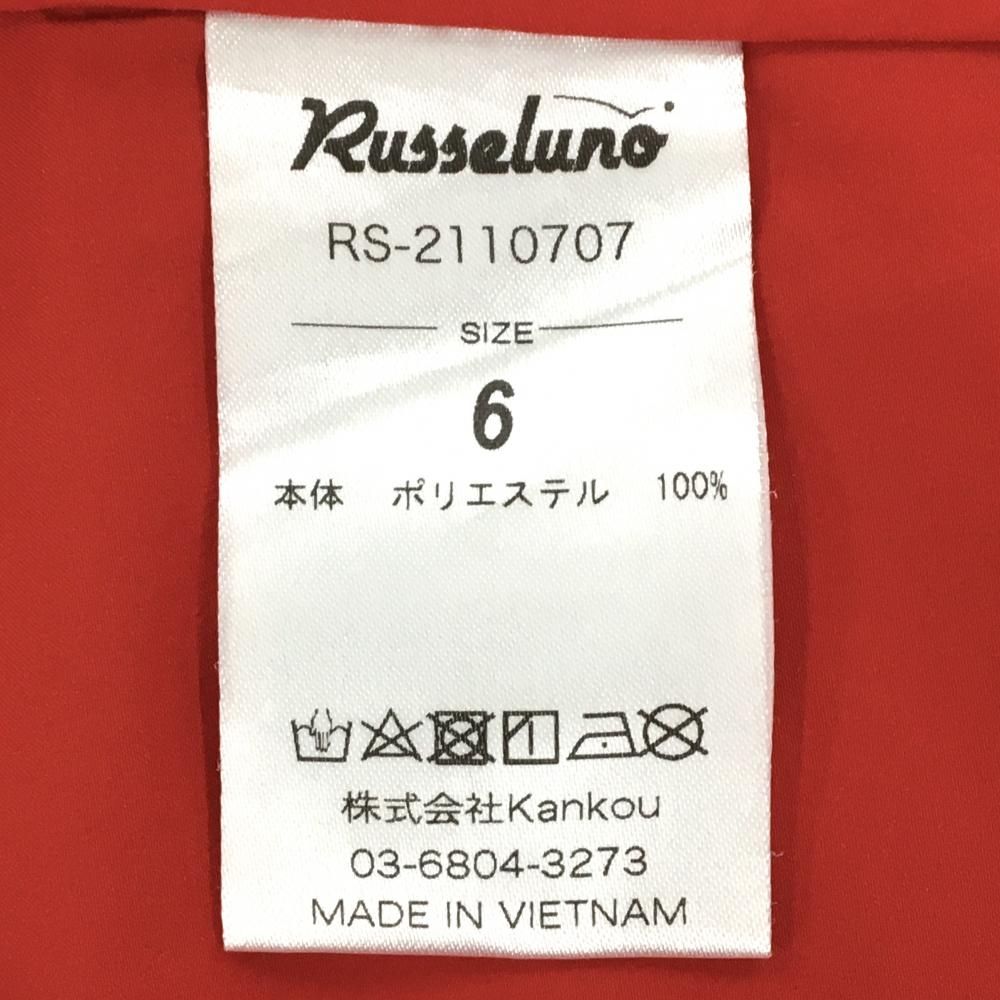 Russeluno
RS-2110707
SIZE
6
本体 ポリエステル 100%
株式会社Kankou
03-6804-3273
MADE IN VIETNAM